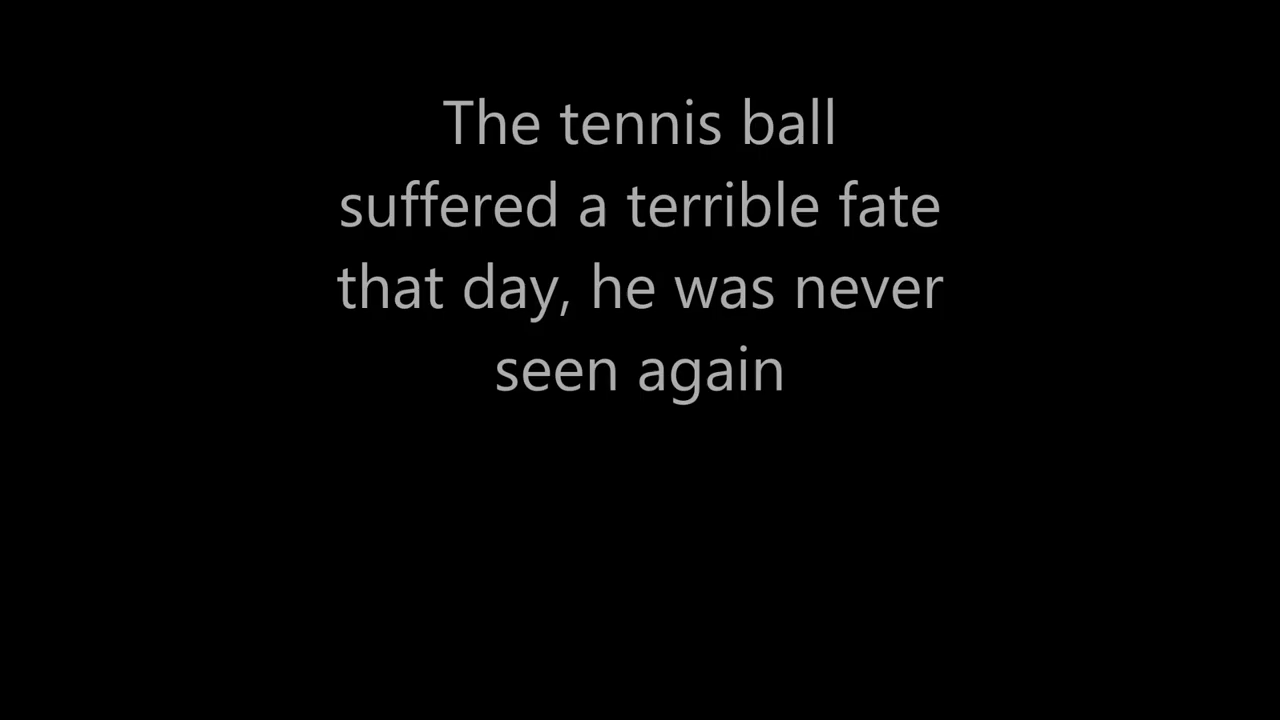 The tennis ball
suffered a terrible fate
that day, he was never
seen again